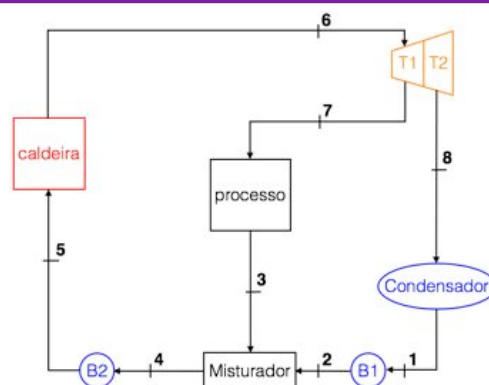 6
T1 T2
7
caldeira
8
processo
5
3
Condensador
4
2
1
B2
Misturador
B1